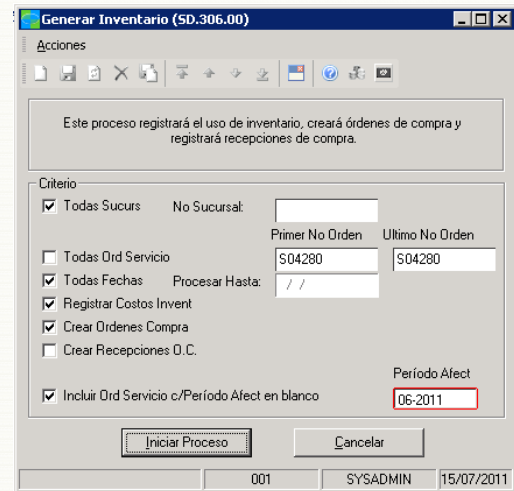 Generar Inventario (SD.306.00)
Acciones
Este proceso registrará el uso de inventario, creará órdenes de compra y
registrará recepciones de compra.
Criterio
Todas Sucurs No Sucursal:
Primer No Orden Ultimo No Orden
Todas Ord Servicio S04280 S04280
Todas Fechas Procesar Hasta: / /
Registrar Costos Invent
Crear Ordenes Compra
Crear Recepciones O.C.
Período Afect
Incluir Ord Servicio c/Período Afect en blanco 06-2011
Iniciar Proceso Cancelar
001 SYSADMIN 15/07/2011